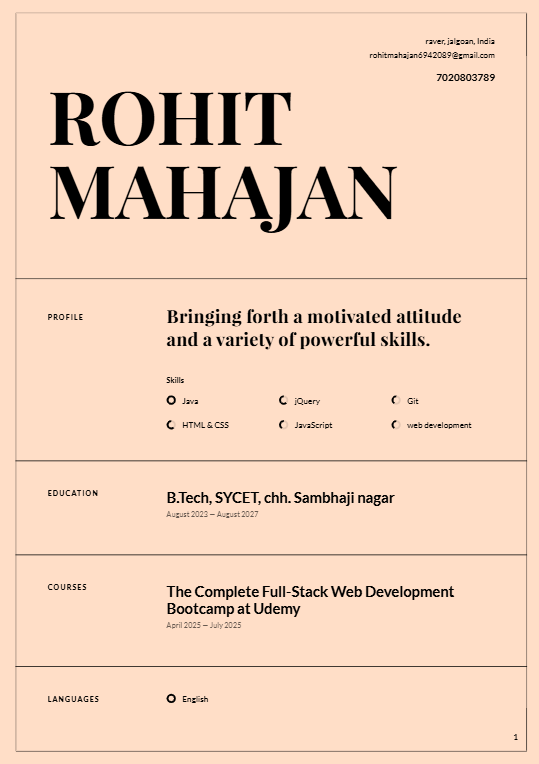 raver, jalgoan, India
rohitmahajan6942089@gmail.com
7020803789
ROHIT
MAHAJAN
PROFILE
Bringing forth a motivated attitude
and a variety of powerful skills.
Skills
Java
jQuery
Git
HTML & CSS
JavaScript
web development
EDUCATION
B.Tech, SYCET, chh. Sambhaji nagar
August 2023 — August 2027
COURSES
The Complete Full-Stack Web Development
Bootcamp at Udemy
April 2025 — July 2025
LANGUAGES
English
1